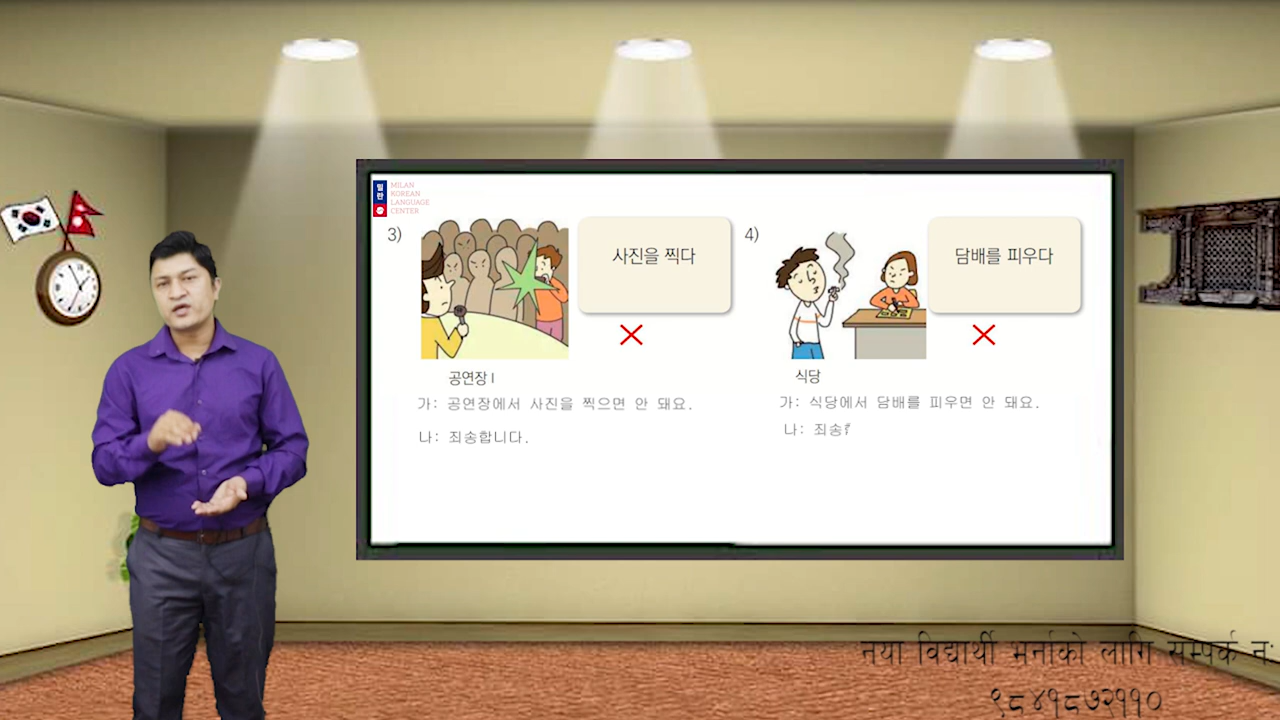 밀란
MILAN
KOREAN
LANGUAGE
CENTER
3)
사진을 찍다
공연장 I
가: 공연장에서 사진을 찍으면 안 돼요.
나: 죄송합니다.
4)
담배를 피우다
식당
가: 식당에서 담배를 피우면 안 돼요.
나: 죄송
नया विद्यार्थी भर्नाको लागि सम्पर्क नः
९८४१८७२११०